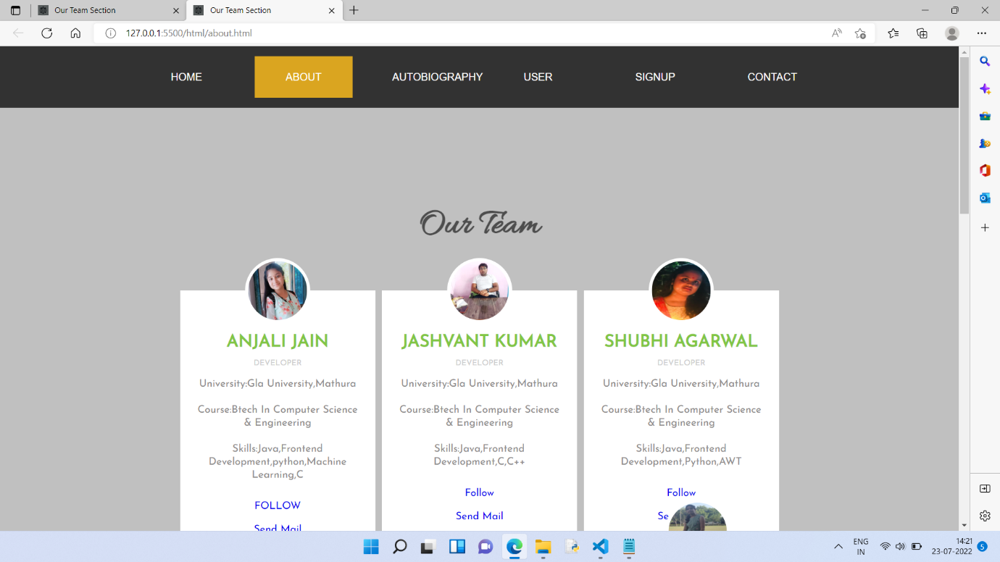 Our Team Section
Our Team Section
127.0.0.1:5500/html/about.html
HOME
ABOUT
AUTOBIOGRAPHY
USER
SIGNUP
CONTACT
Our Team
ANJALI JAIN
DEVELOPER
University:Gla University,Mathura
Course:Btech In Computer Science
& Engineering
Skills:Java,Frontend
Development,python,Machine
Learning,C
FOLLOW
Send Mail
JASHVANT KUMAR
DEVELOPER
University:Gla University,Mathura
Course:Btech In Computer Science
& Engineering
Skills:Java,Frontend
Development,C,C++
Follow
Send Mail
SHUBHI AGARWAL
DEVELOPER
University:Gla University,Mathura
Course:Btech In Computer Science
& Engineering
Skills:Java,Frontend
Development,Python,AWT
Follow
Se
ENG
IN
14:21
23-07-2022
5